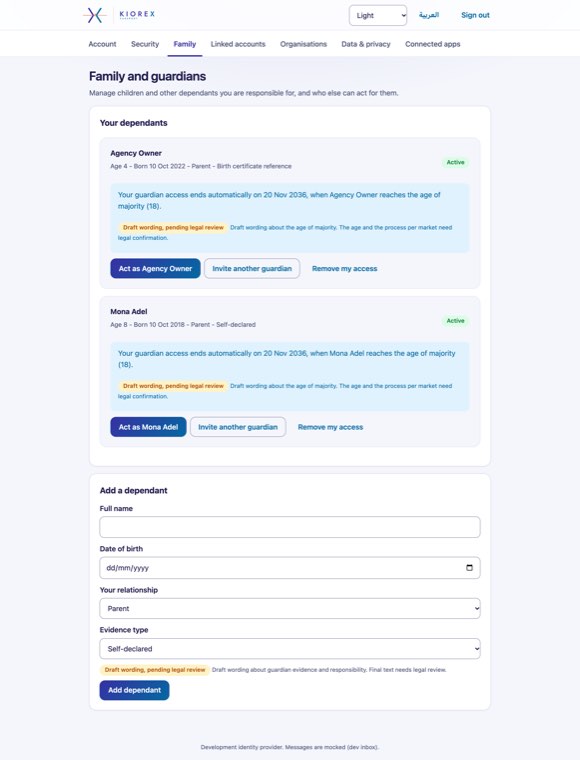 KIOREX
Light
العربية
Sign out
Account
Security
Family
Linked accounts
Organisations
Data & privacy
Connected apps
Family and guardians
Manage children and other dependants you are responsible for, and who else can act for them.
Your dependants
Agency Owner
Age 4 - Born 10 Oct 2022 - Parent - Birth certificate reference
Active
Your guardian access ends automatically on 20 Nov 2036, when Agency Owner reaches the age of
majority (18).
Draft wording, pending legal review Draft wording about the age of majority. The age and the process per market need
legal confirmation.
Act as Agency Owner
Invite another guardian
Remove my access
Mona Adel
Age 8 - Born 10 Oct 2018 - Parent - Self-declared
Active
Your guardian access ends automatically on 20 Nov 2036, when Mona Adel reaches the age of majority
(18).
Draft wording, pending legal review Draft wording about the age of majority. The age and the process per market need
legal confirmation.
Act as Mona Adel
Invite another guardian
Remove my access
Add a dependant
Full name
Date of birth
dd/mm/yyyy
Your relationship
Parent
Evidence type
Self-declared
Draft wording, pending legal review Draft wording about guardian evidence and responsibility. Final text needs legal review.
Add dependant
Development identity provider. Messages are mocked (dev inbox).